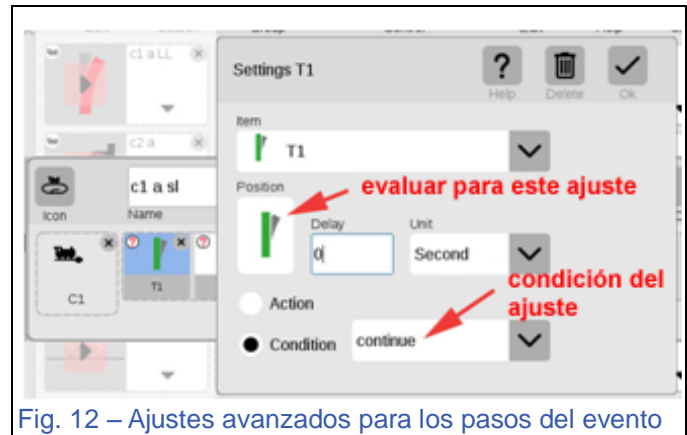 c1 a LL
Settings T1
Help
Delete
Ok
Item
T1
c2 a
c1 a sl
Icon
Name
Position
evaluar para este ajuste
Delay
Unit
0
Second
C1
T1
condición del
ajuste
Action
Condition
continue
Fig. 12 – Ajustes avanzados para los pasos del evento